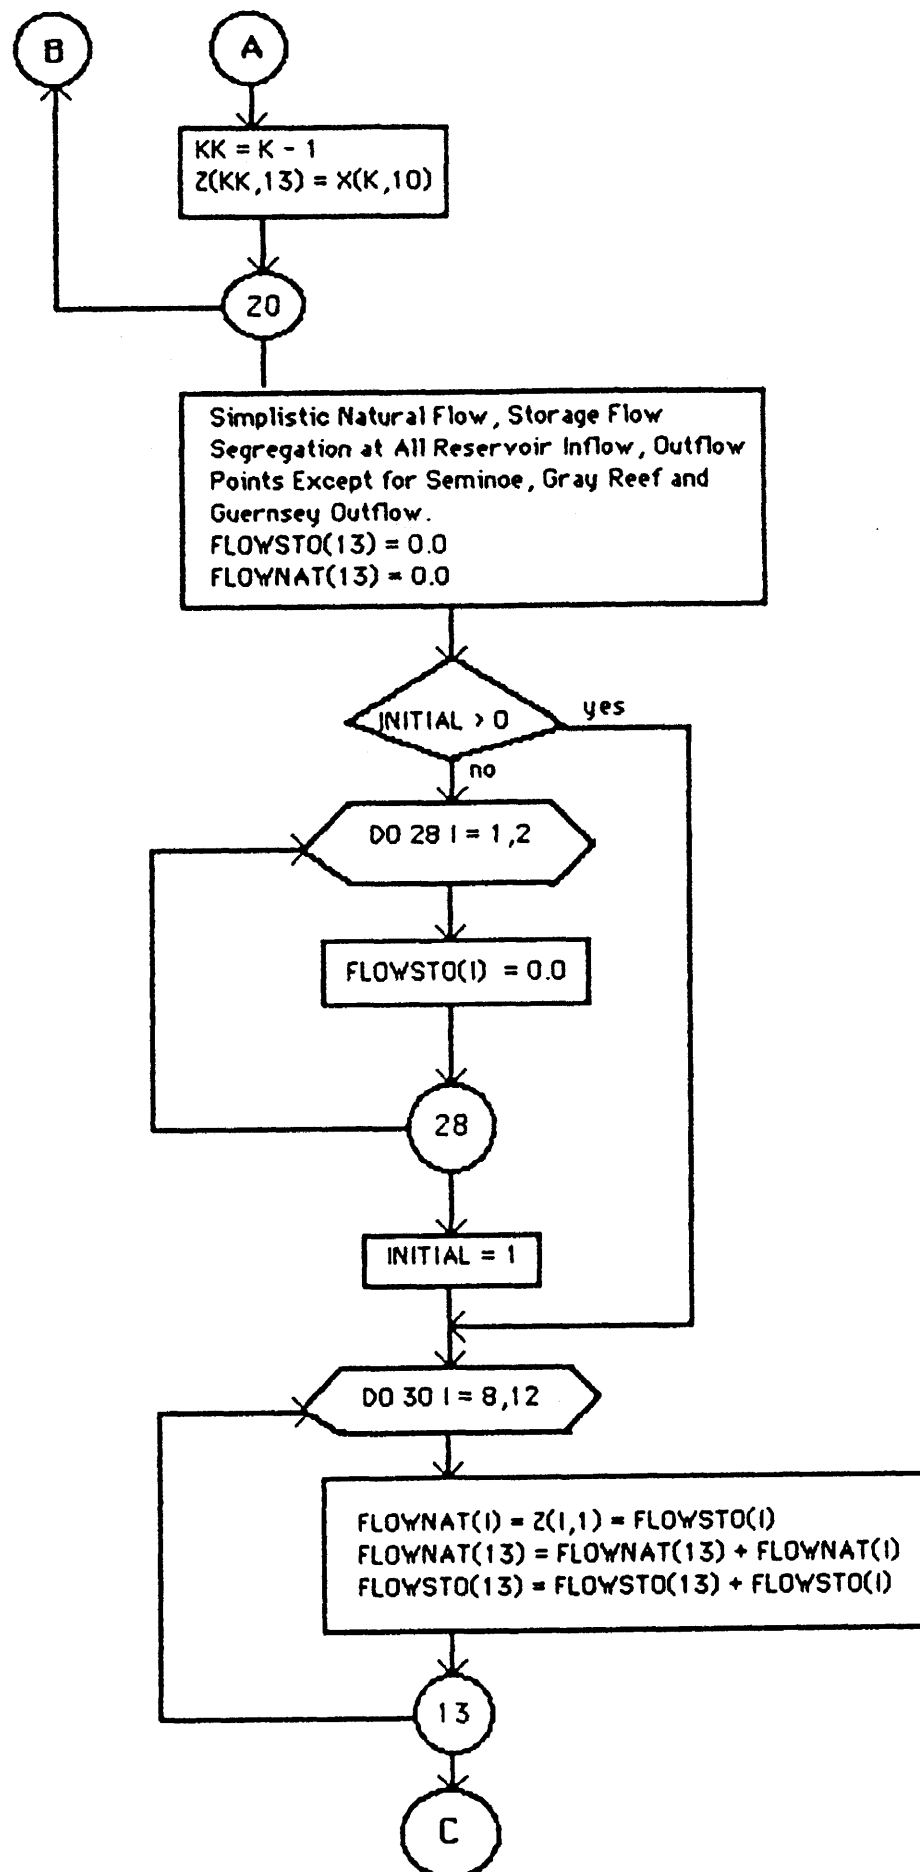 B
A
KK = K - 1
Z(KK,13) = X(K,10)
20
Simplistic Natural Flow, Storage Flow
Segregation at All Reservoir Inflow, Outflow
Points Except for Seminoe, Gray Reef and
Guernsey Outflow.
FLOWSTO(13) = 0.0
FLOWNAT(13) = 0.0
INITIAL > 0
yes
no
DO 28 I = 1,2
FLOWSTO(I) = 0.0
28
INITIAL = 1
DO 30 I = 8,12
FLOWNAT(I) = Z(I,1) = FLOWSTO(I)
FLOWNAT(13) = FLOWNAT(13) + FLOWNAT(I)
FLOWSTO(13) = FLOWSTO(13) + FLOWSTO(I)
13
C